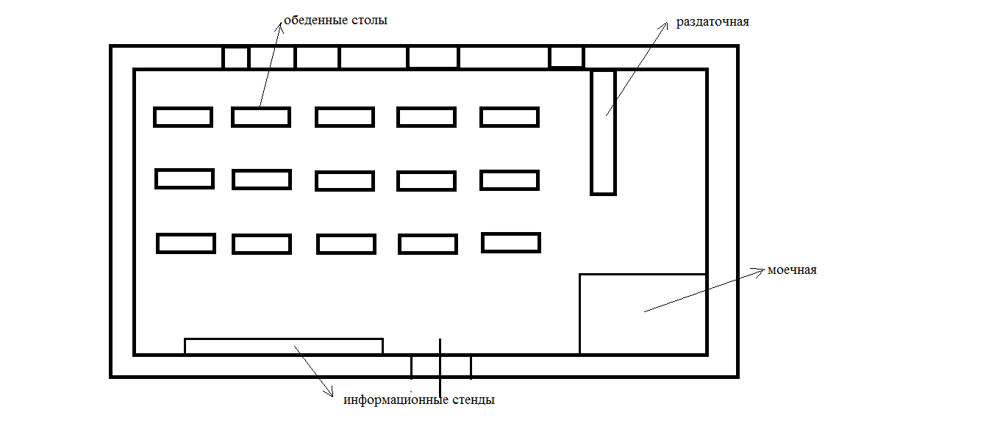 обеденные столы
раздаточная
моечная
информационные стенды